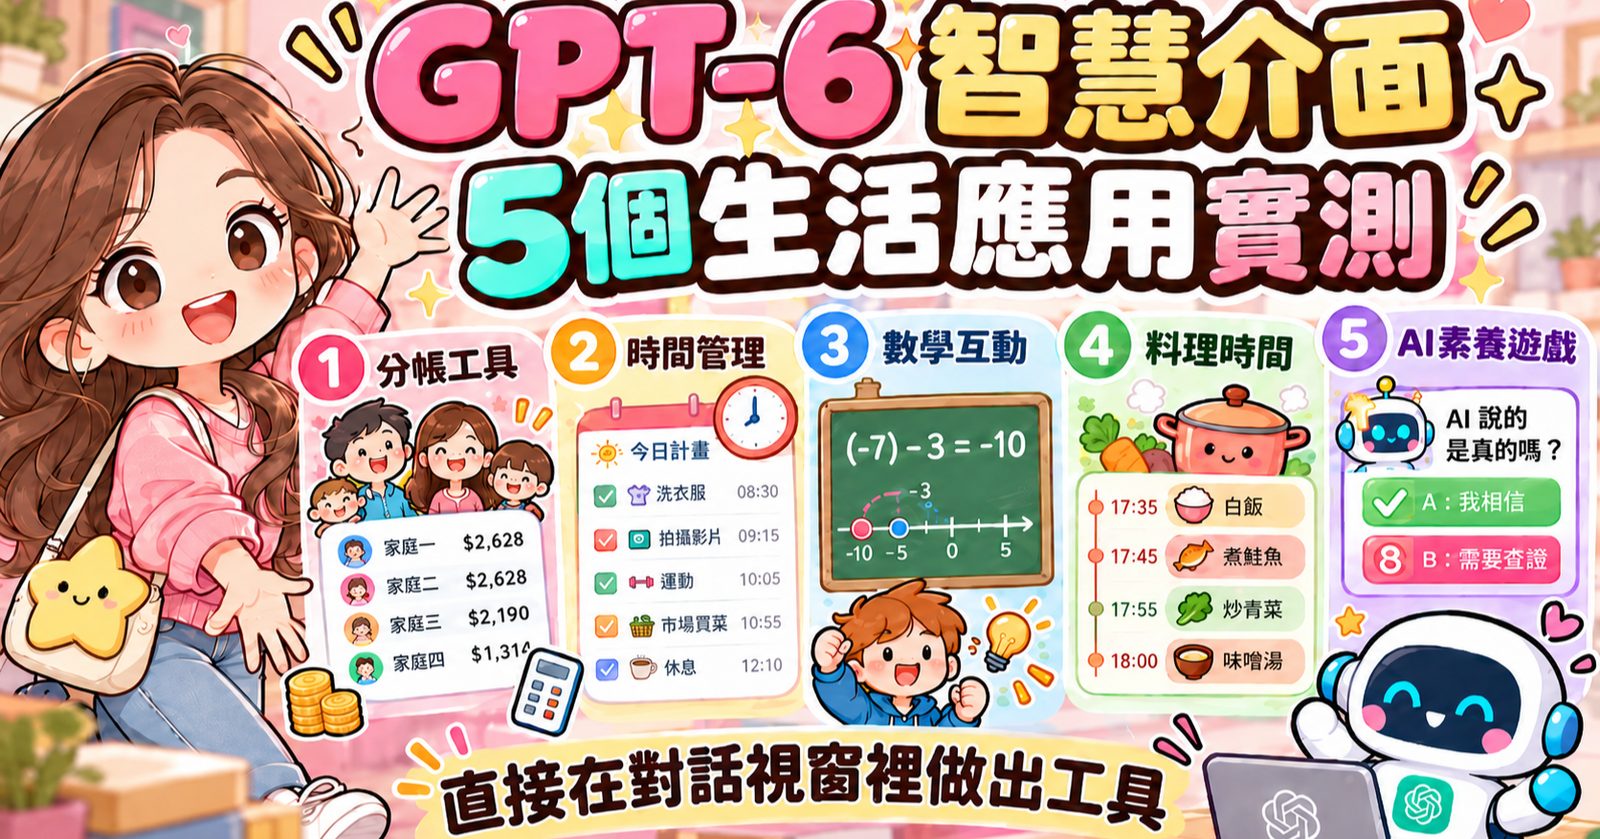 GPT-6 智慧介面
5個生活應用實測
1 分帳工具
家庭一 $2,628
家庭二 $2,628
家庭三 $2,190
家庭四 $1,314
2 時間管理
今日計畫
洗衣服 08:30
拍攝影片 09:15
運動 10:05
市場買菜 10:55
休息 12:10
3 數學互動
(-7) – 3 = -10
-3
-10 -5 0 5
4 料理時間
17:35 白飯
17:45 煮鮭魚
17:55 炒青菜
18:00 味噌湯
5 AI素養遊戲
AI 說的
是真的嗎？
A：我相信
8 B：需要查證
直接在對話視窗裡做出工具